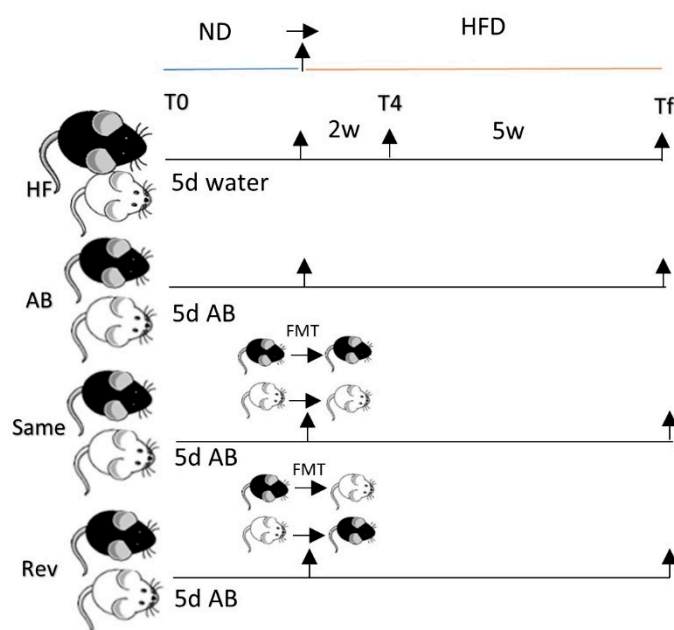 ND HFD
T0 T4 Tf
2w 5w
HF
5d water
AB
5d AB
FMT
Same
5d AB
FMT
Rev
5d AB